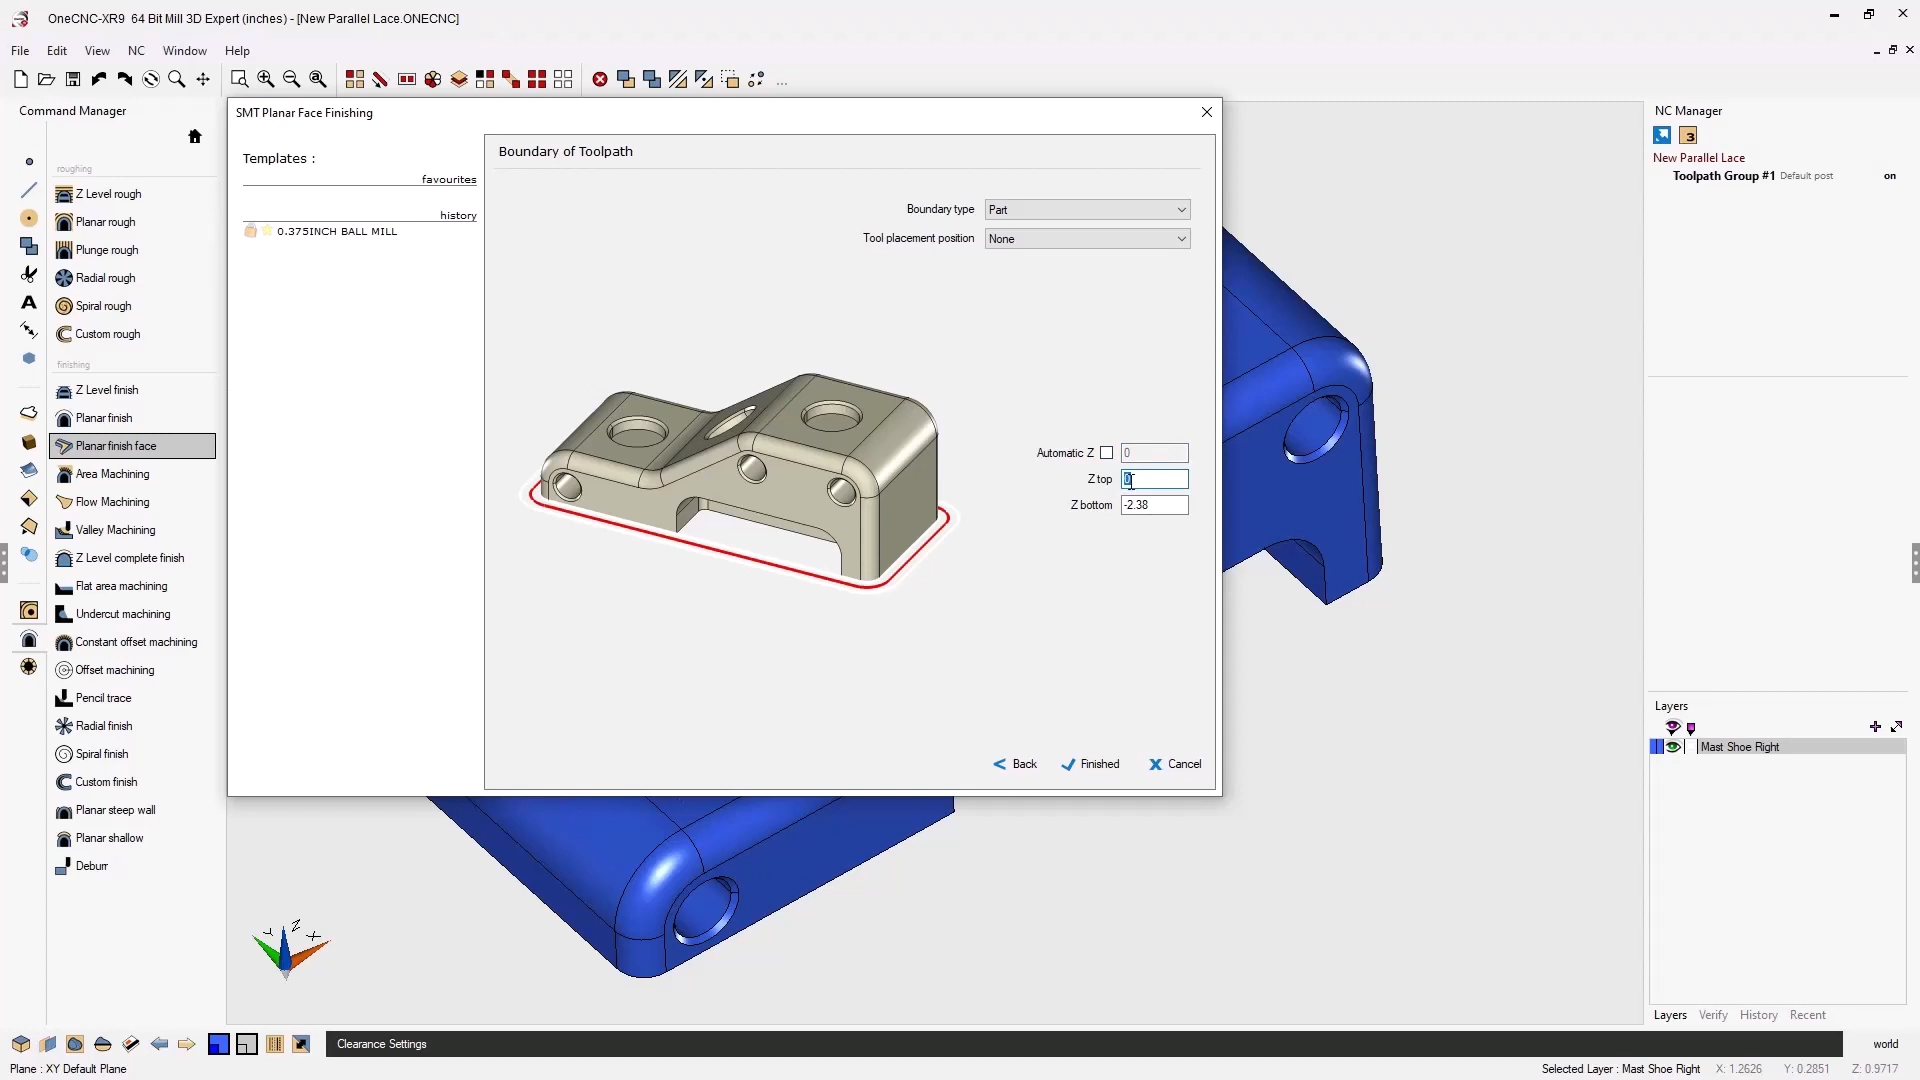 OneCNC-XR9 64 Bit Mill 3D Expert (inches) - [New Parallel Lace.ONECNC]
File Edit View NC Window Help
Command Manager
roughing
Z Level rough
Planar rough
Plunge rough
Radial rough
Spiral rough
Custom rough
finishing
Z Level finish
Planar finish
Planar finish face
Area Machining
Flow Machining
Valley Machining
Z Level complete finish
Flat area machining
Undercut machining
Constant offset machining
Offset machining
Pencil trace
Radial finish
Spiral finish
Custom finish
Planar steep wall
Planar shallow
Deburr
SMT Planar Face Finishing
Templates :
favourites
history
0.375INCH BALL MILL
Boundary of Toolpath
Boundary type Part
Tool placement position None
Automatic Z 0
Z top 0
Z bottom -2.38
< Back Finished X Cancel
Y Z X
NC Manager
3
New Parallel Lace
Toolpath Group #1 Default post on
Layers
Mast Shoe Right
Layers Verify History Recent
Clearance Settings
world
Plane : XY Default Plane
Selected Layer : Mast Shoe Right X: 1.2626 Y: 0.2851 Z: 0.9717